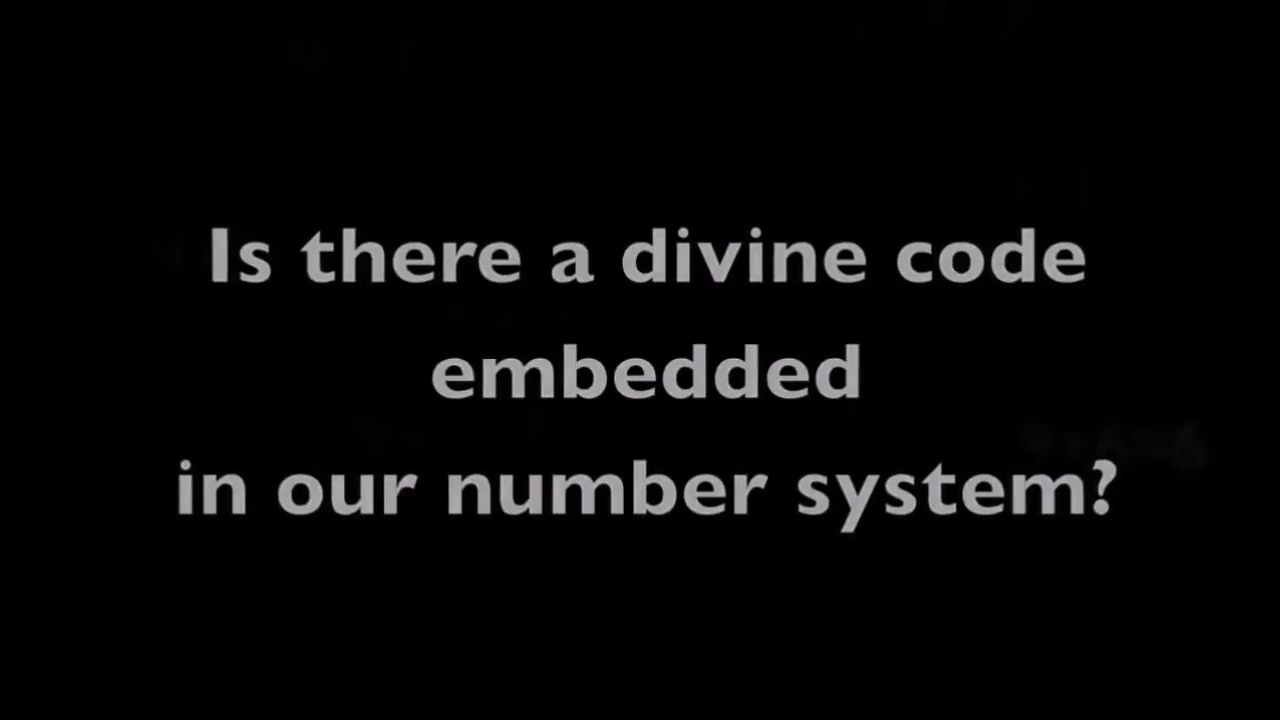 Is there a divine code
embedded
in our number system?